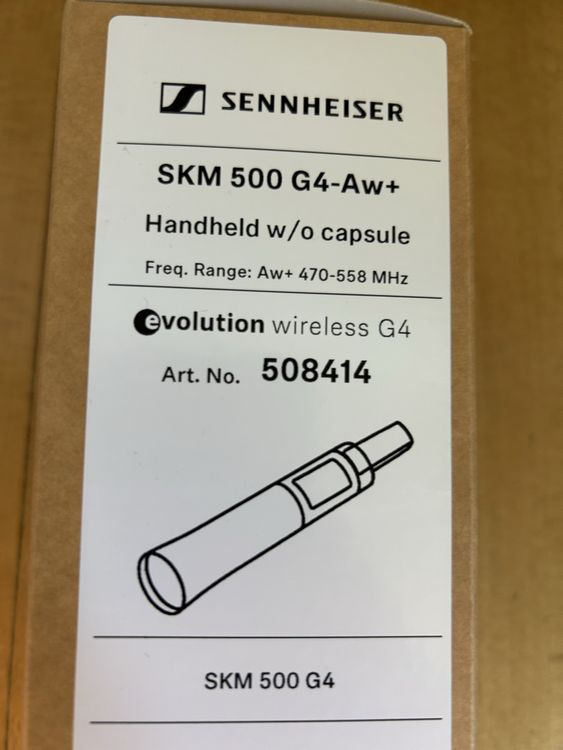 SENNHEISER
SKM 500 G4-Aw+
Handheld w/o capsule
Freq. Range: Aw+ 470-558 MHz
evolution wireless G4
Art. No. 508414
SKM 500 G4